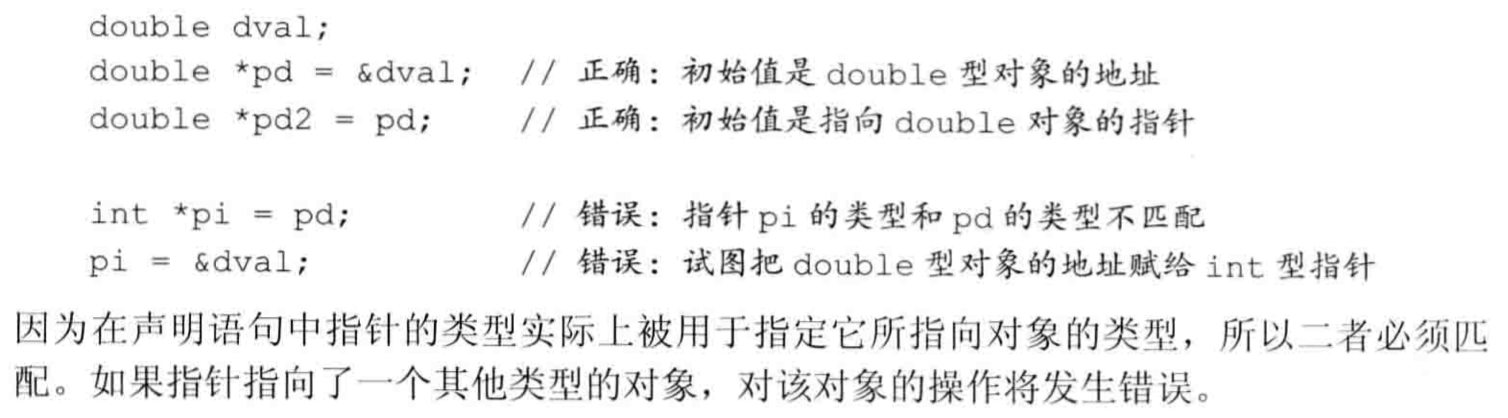 double dval;
double *pd = &dval; // 正确：初始值是 double 型对象的地址
double *pd2 = pd; // 正确：初始值是指向 double 对象的指针
int *pi = pd; // 错误：指针 pi 的类型和 pd 的类型不匹配
pi = &dval; // 错误：试图把 double 型对象的地址赋给 int 型指针
因为在声明语句中指针的类型实际上被用于指定它所指向对象的类型，所以二者必须匹
配。如果指针指向了一个其他类型的对象，对该对象的操作将发生错误。